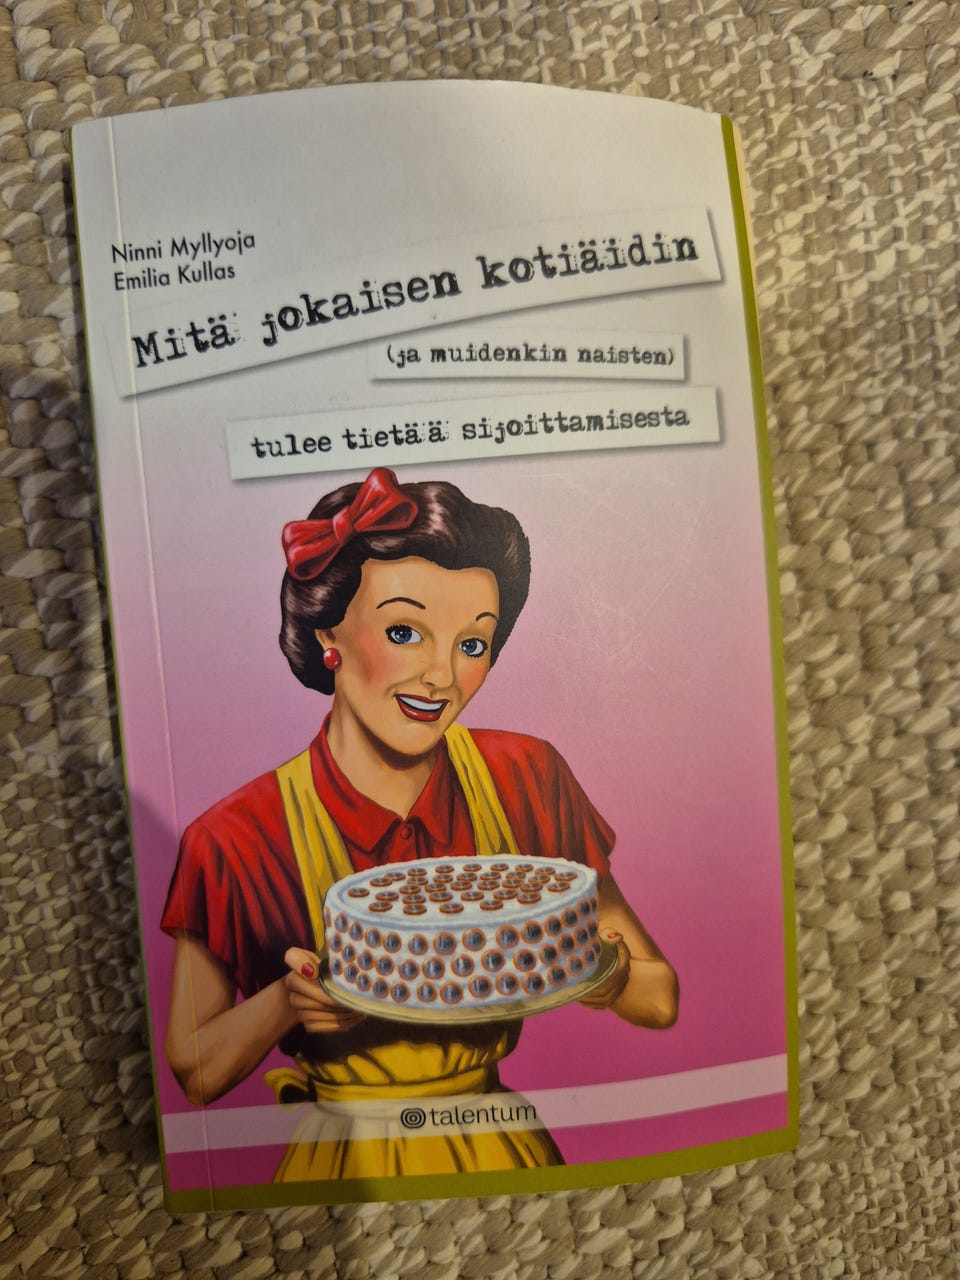 Ninni Myllyoja
Emilia Kullas
Mitä jokaisen kotiäidin
(ja muidenkin naisten)
tulee tietää sijoittamisesta
talentum